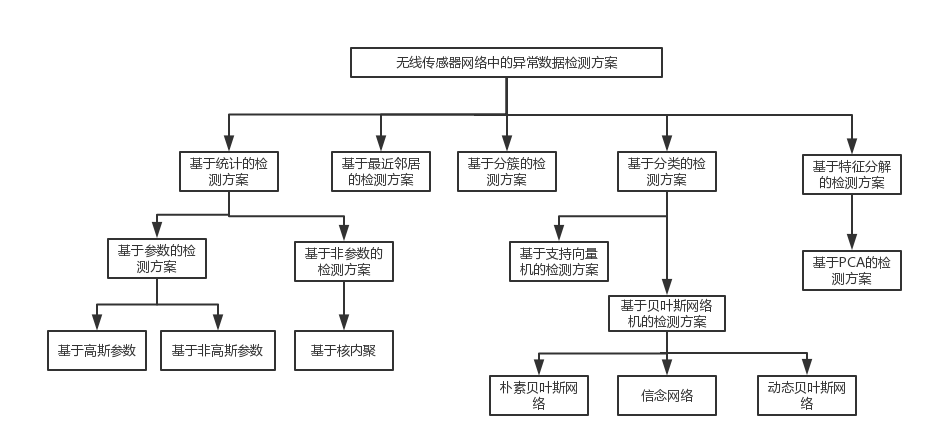 无线传感器网络中的异常数据检测方案
基于统计的检
测方案
基于最近邻居
的检测方案
基于分簇的检
测方案
基于分类的检
测方案
基于特征分解
的检测方案
基于参数的检
测方案
基于非参数的
检测方案
基于支持向量
机的检测方案
基于PCA的检
测方案
基于贝叶斯网络
机的检测方案
基于高斯参数
基于非高斯参数
基于核内聚
朴素贝叶斯网
络
信念网络
动态贝叶斯网
络